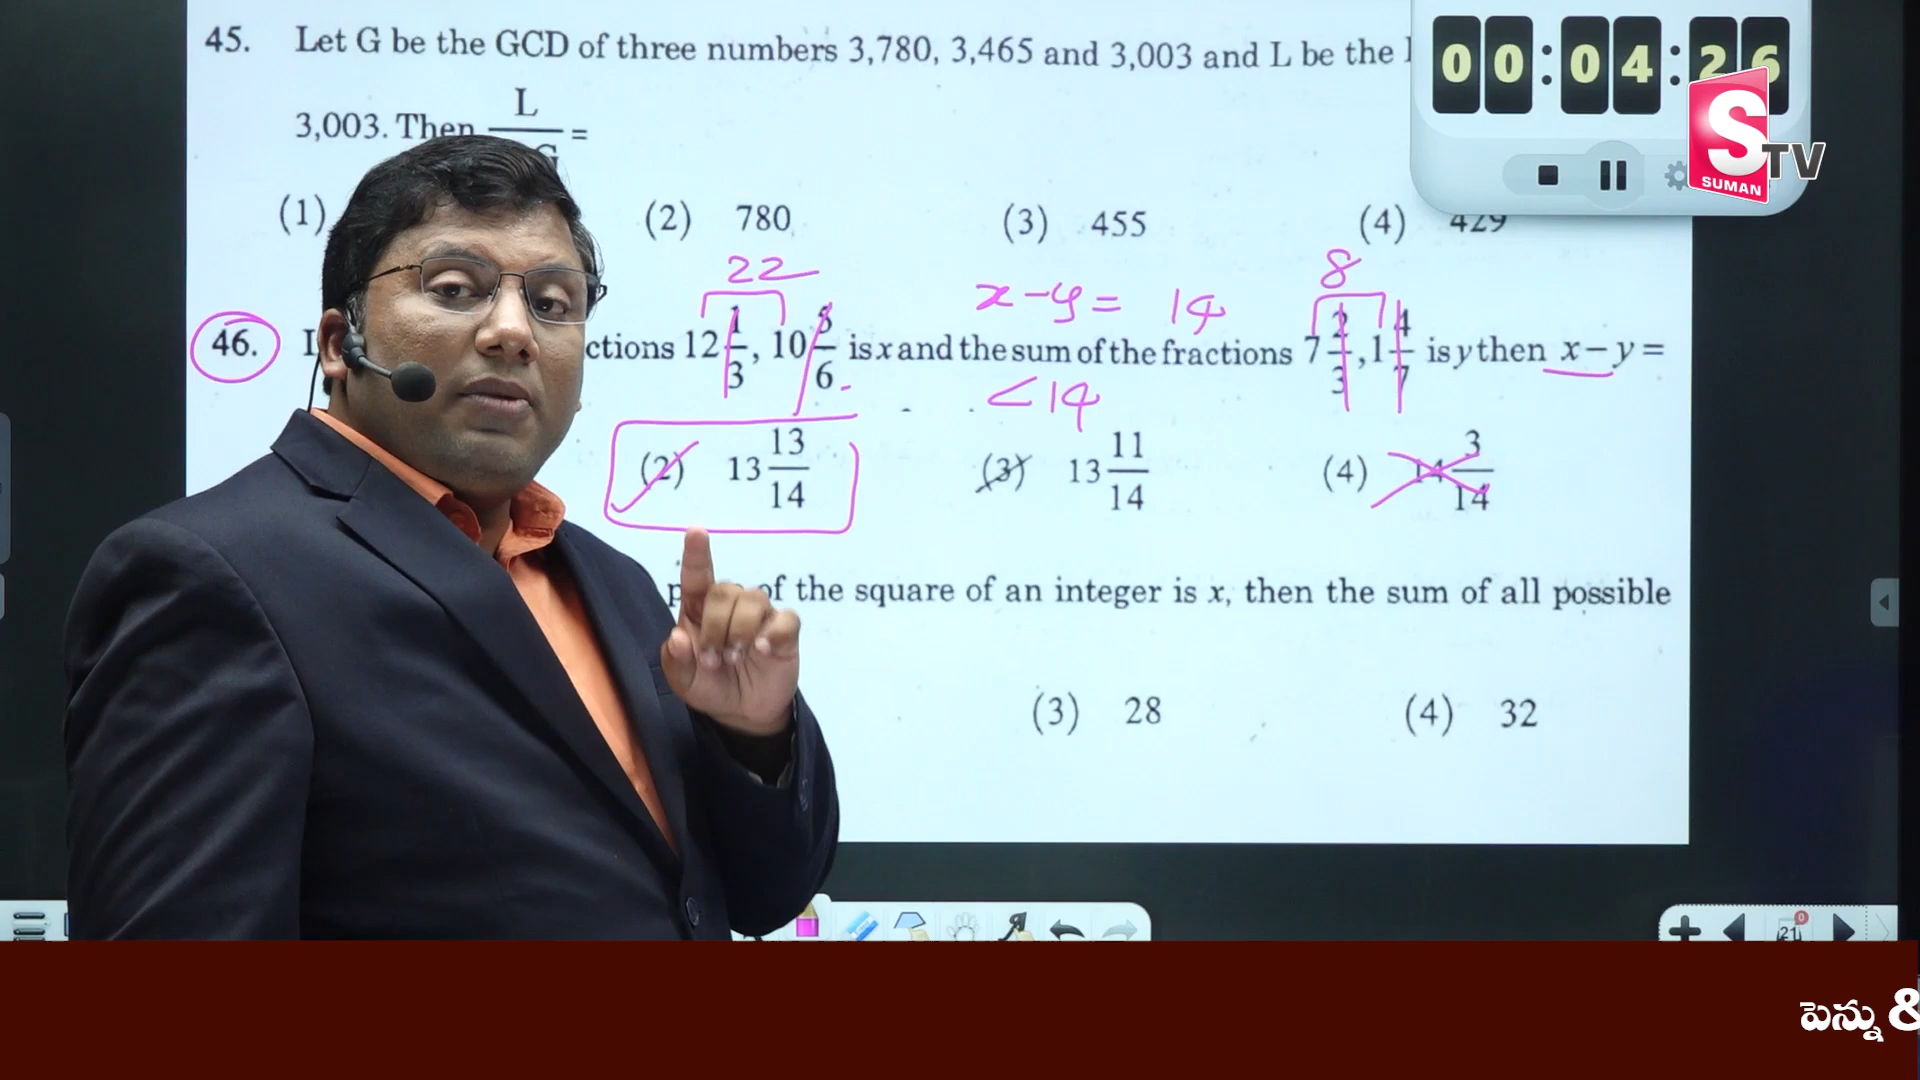 45. Let G be the GCD of three numbers 3,780, 3,465 and 3,003 and L be the
3,003. Then L/G =
(1) (2) 780 (3) 455 (4) 429
22 x-y = 14 8
46. ctions 12 1/3, 10 5/6 is x and the sum of the fractions 7 2/3, 1 4/7 is y then x - y =
<14
(2) 13 13/14 (3) 13 11/14 (4) 14 3/14
of the square of an integer is x, then the sum of all possible
(3) 28 (4) 32
00:04:26
S TV
SUMAN
21
0
పెన్ను &